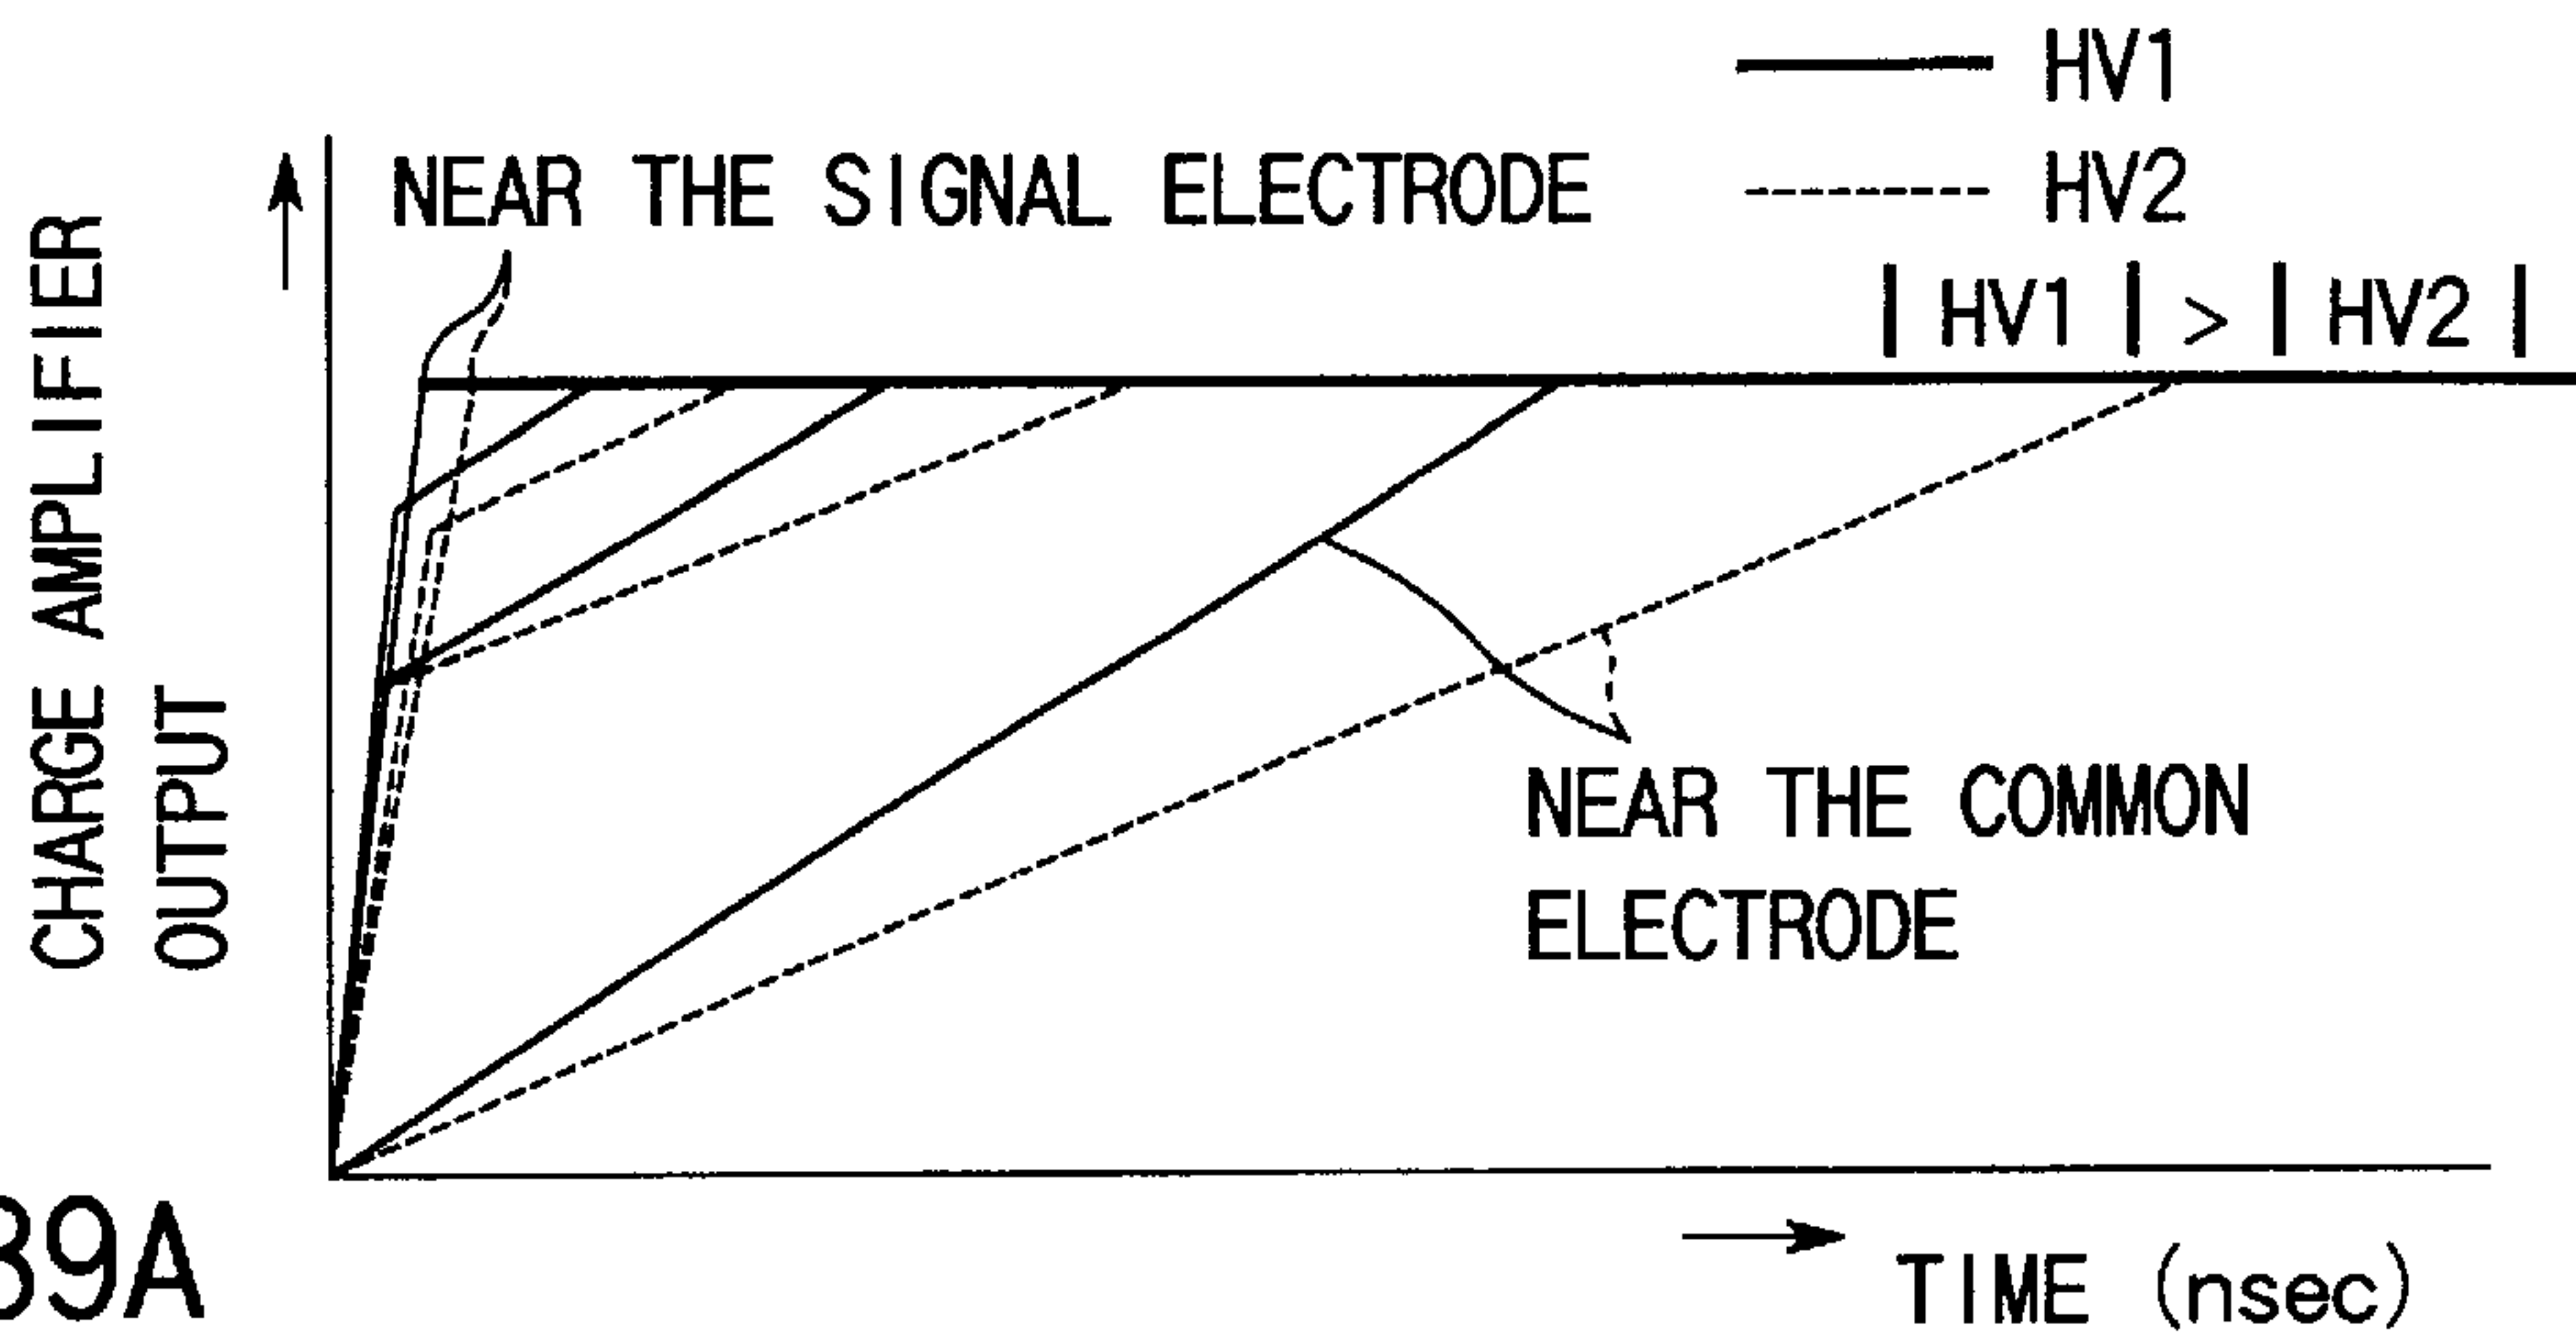 HV1
HV2
| HV1 | > | HV2 |
NEAR THE SIGNAL ELECTRODE
CHARGE AMPLIFIER
OUTPUT
NEAR THE COMMON
ELECTRODE
TIME (nsec)
39A